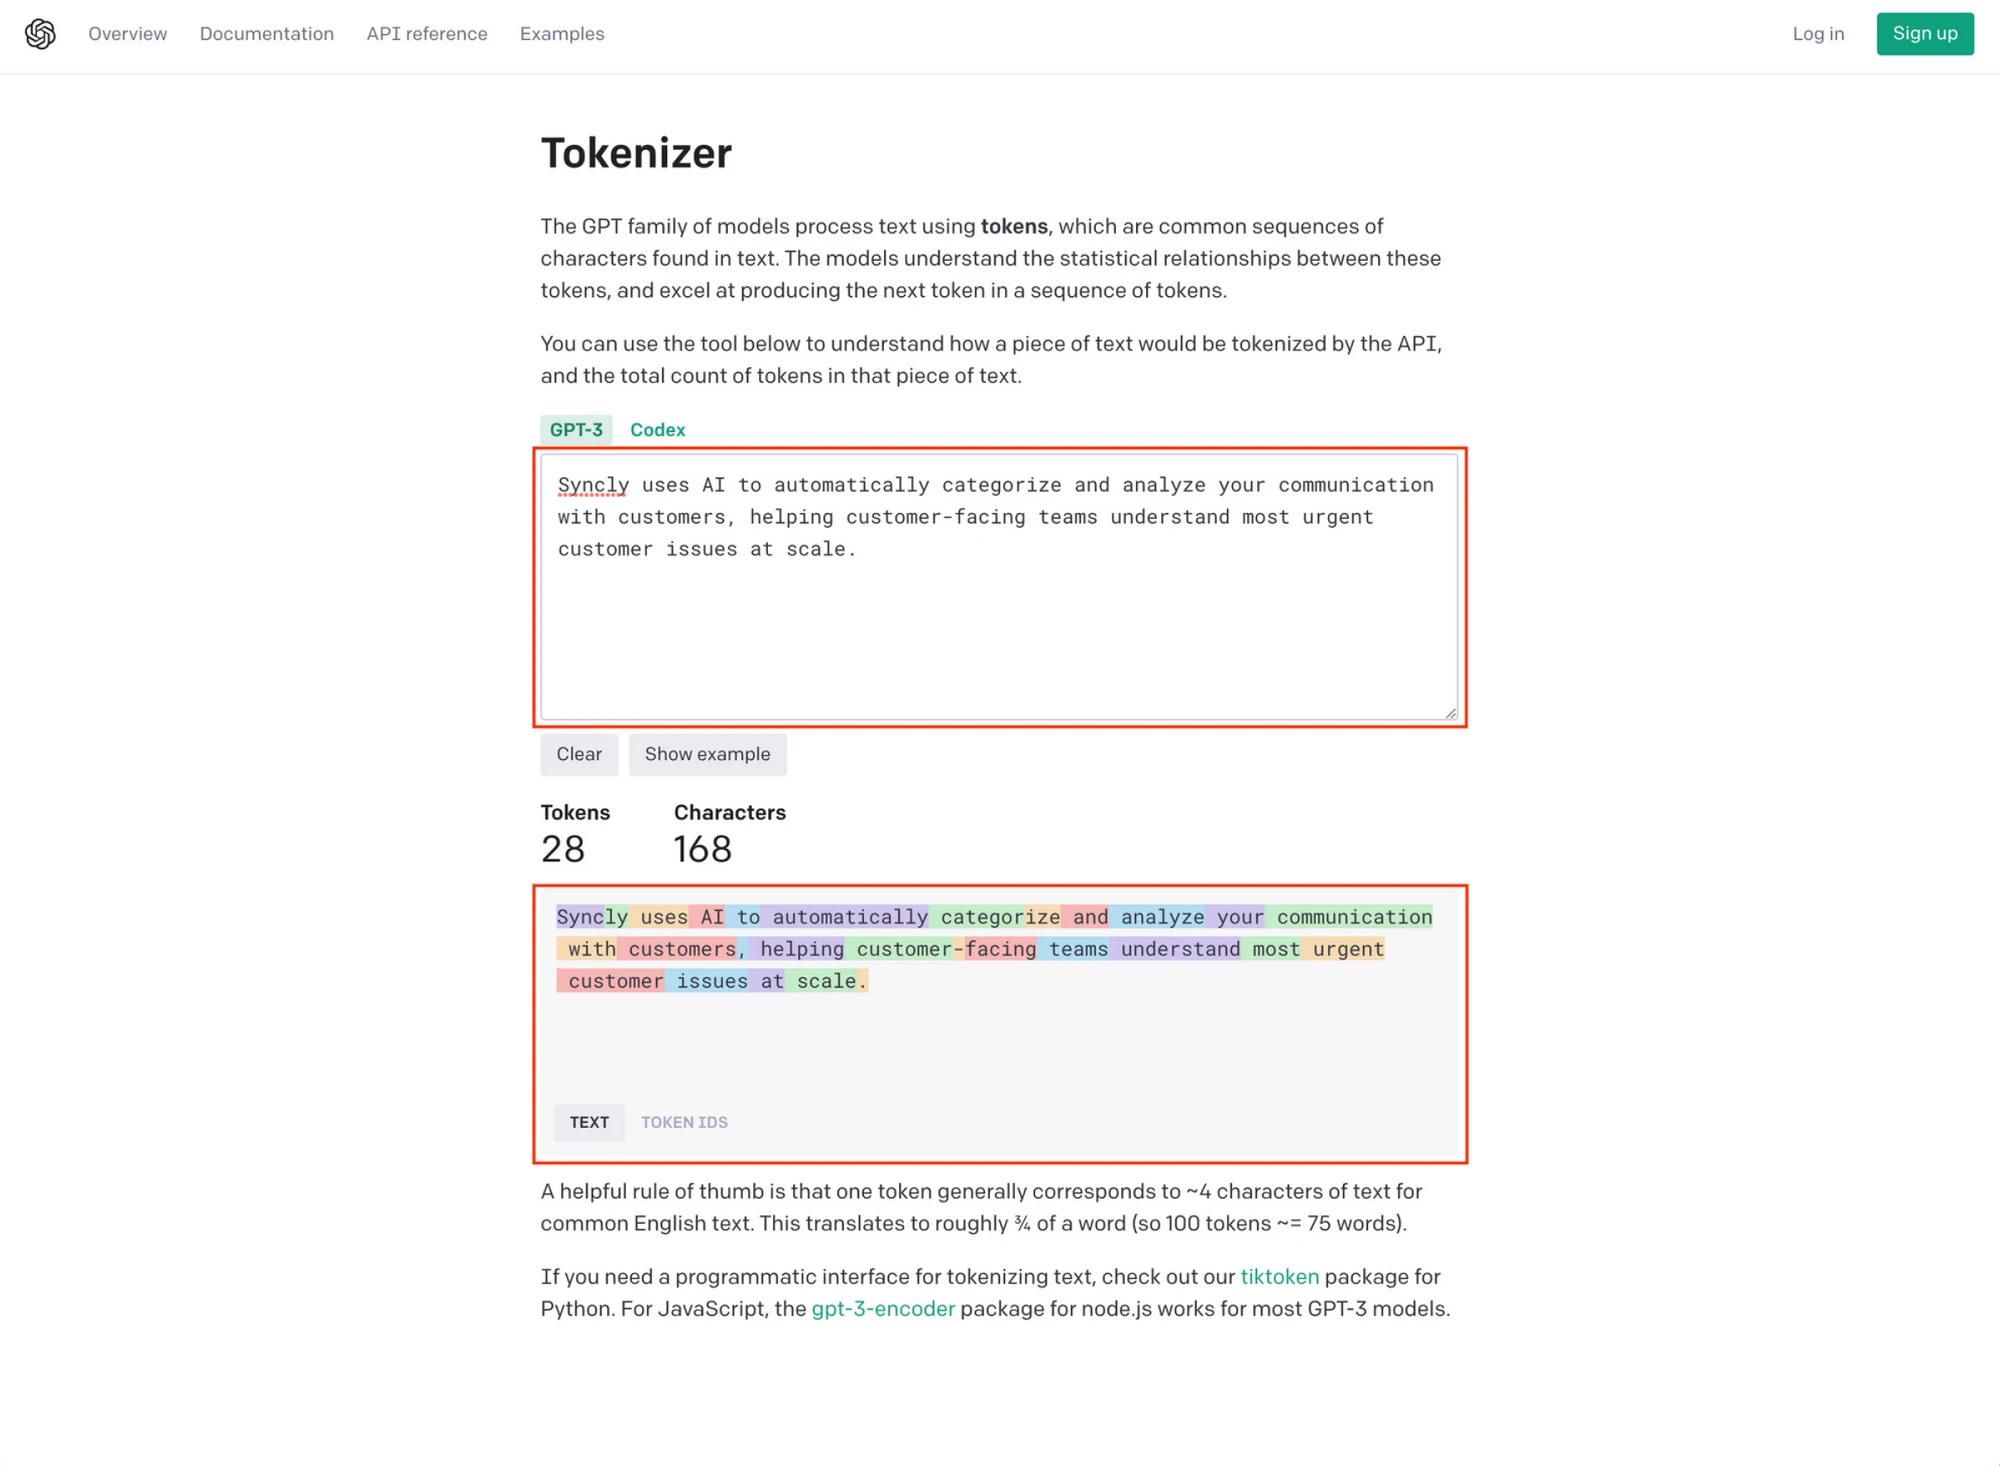 Overview Documentation API reference Examples Log in Sign up
Tokenizer
The GPT family of models process text using tokens, which are common sequences of
characters found in text. The models understand the statistical relationships between these
tokens, and excel at producing the next token in a sequence of tokens.
You can use the tool below to understand how a piece of text would be tokenized by the API,
and the total count of tokens in that piece of text.
GPT-3 Codex
Syncly uses AI to automatically categorize and analyze your communication
with customers, helping customer-facing teams understand most urgent
customer issues at scale.
Clear Show example
Tokens Characters
28 168
Syncly uses AI to automatically categorize and analyze your communication
with customers, helping customer-facing teams understand most urgent
customer issues at scale.
TEXT TOKEN IDS
A helpful rule of thumb is that one token generally corresponds to ~4 characters of text for
common English text. This translates to roughly ¾ of a word (so 100 tokens ~= 75 words).
If you need a programmatic interface for tokenizing text, check out our tiktoken package for
Python. For JavaScript, the gpt-3-encoder package for node.js works for most GPT-3 models.